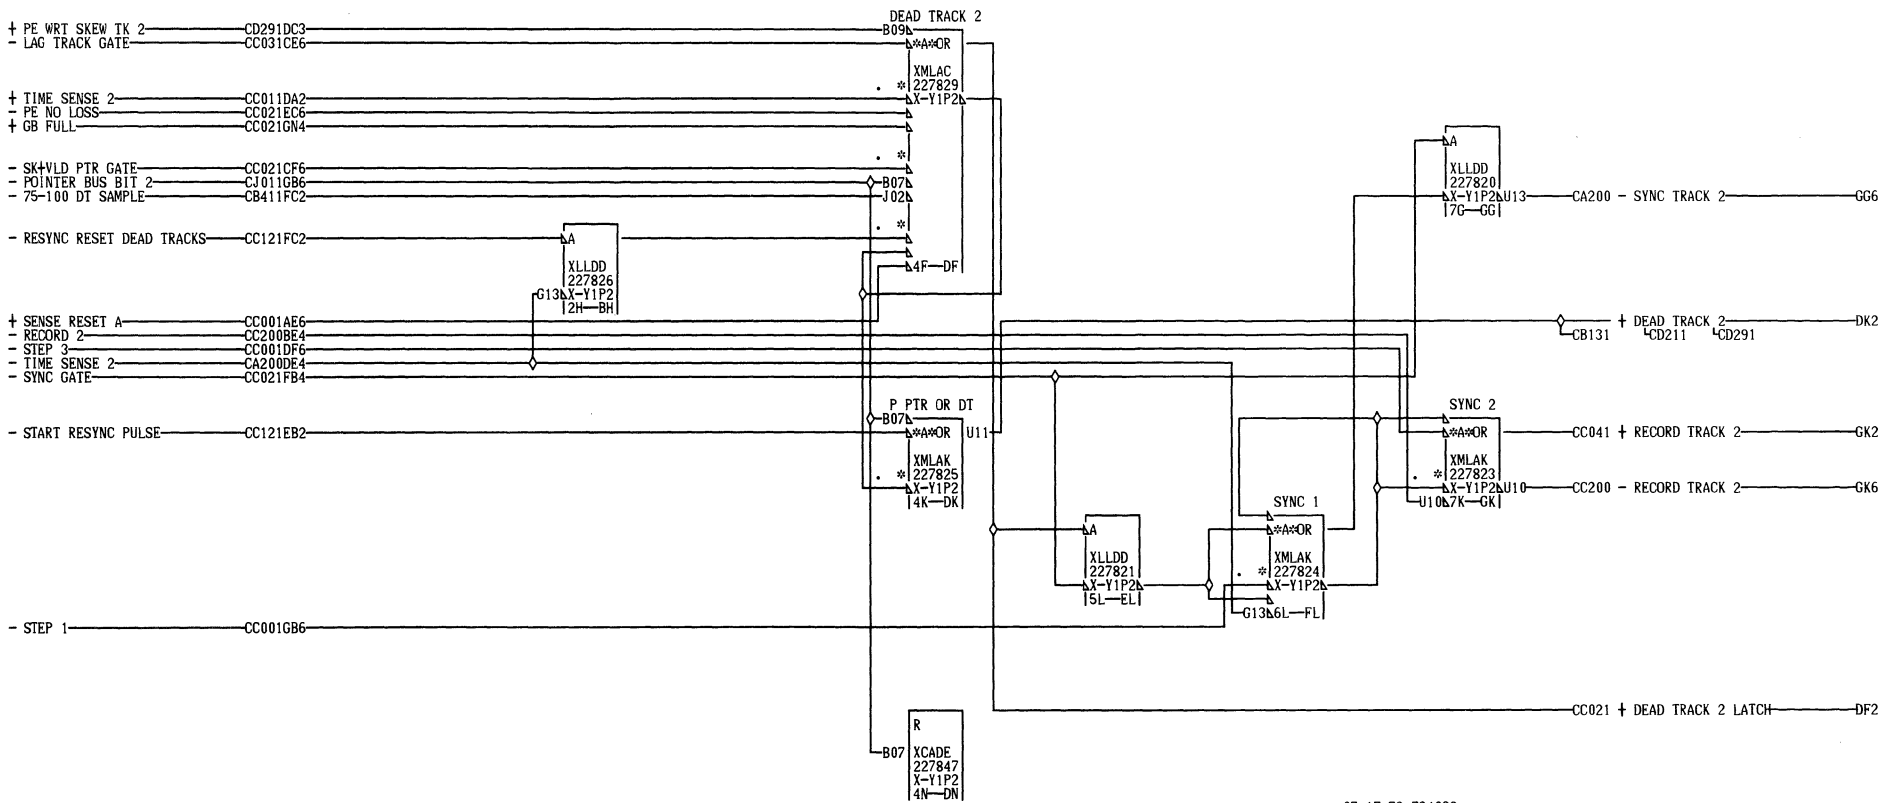 DEAD TRACK 2
+ PE WRT SKEW TK 2 CD291DC3 B09
- LAG TRACK GATE CC031CE6 *A*OR
XMLAC
* 227829
+ TIME SENSE 2 CC011DA2 X-Y1P2
- PE NO LOSS CC021EC6
+ GB FULL CC021GN4
A
*
- SK+VLD PTR GATE CC021CF6 XLLDD
- POINTER BUS BIT 2 CJ011GB6 B07 227820
- 75-100 DT SAMPLE CB411FC2 J02 X-Y1P2 U13 CA200 - SYNC TRACK 2 GG6
7G GG
*
- RESYNC RESET DEAD TRACKS CC121FC2 A
XLLDD 4F DF
227826
G13 X-Y1P2
2H BH
+ SENSE RESET A CC001AE6 + DEAD TRACK 2 DK2
- RECORD 2 CC200BE4 CB131 CD211 CD291
- STEP 3 CC001DF6
- TIME SENSE 2 CA200DE4
- SYNC GATE CC021FB4
P PTR OR DT SYNC 2
B07
- START RESYNC PULSE CC121EB2 *A*OR U11 *A*OR CC041 + RECORD TRACK 2 GK2
XMLAK XMLAK
* 227825 * 227823
X-Y1P2 X-Y1P2 U10 CC200 - RECORD TRACK 2 GK6
4K DK SYNC 1 U10 7K GK
A *A*OR
XLLDD XMLAK
227821 * 227824
X-Y1P2 X-Y1P2
5L EL
G13 6L FL
- STEP 1 CC001GB6
CC021 + DEAD TRACK 2 LATCH DF2
R
B07 XCADE
227847
X-Y1P2
4N DN